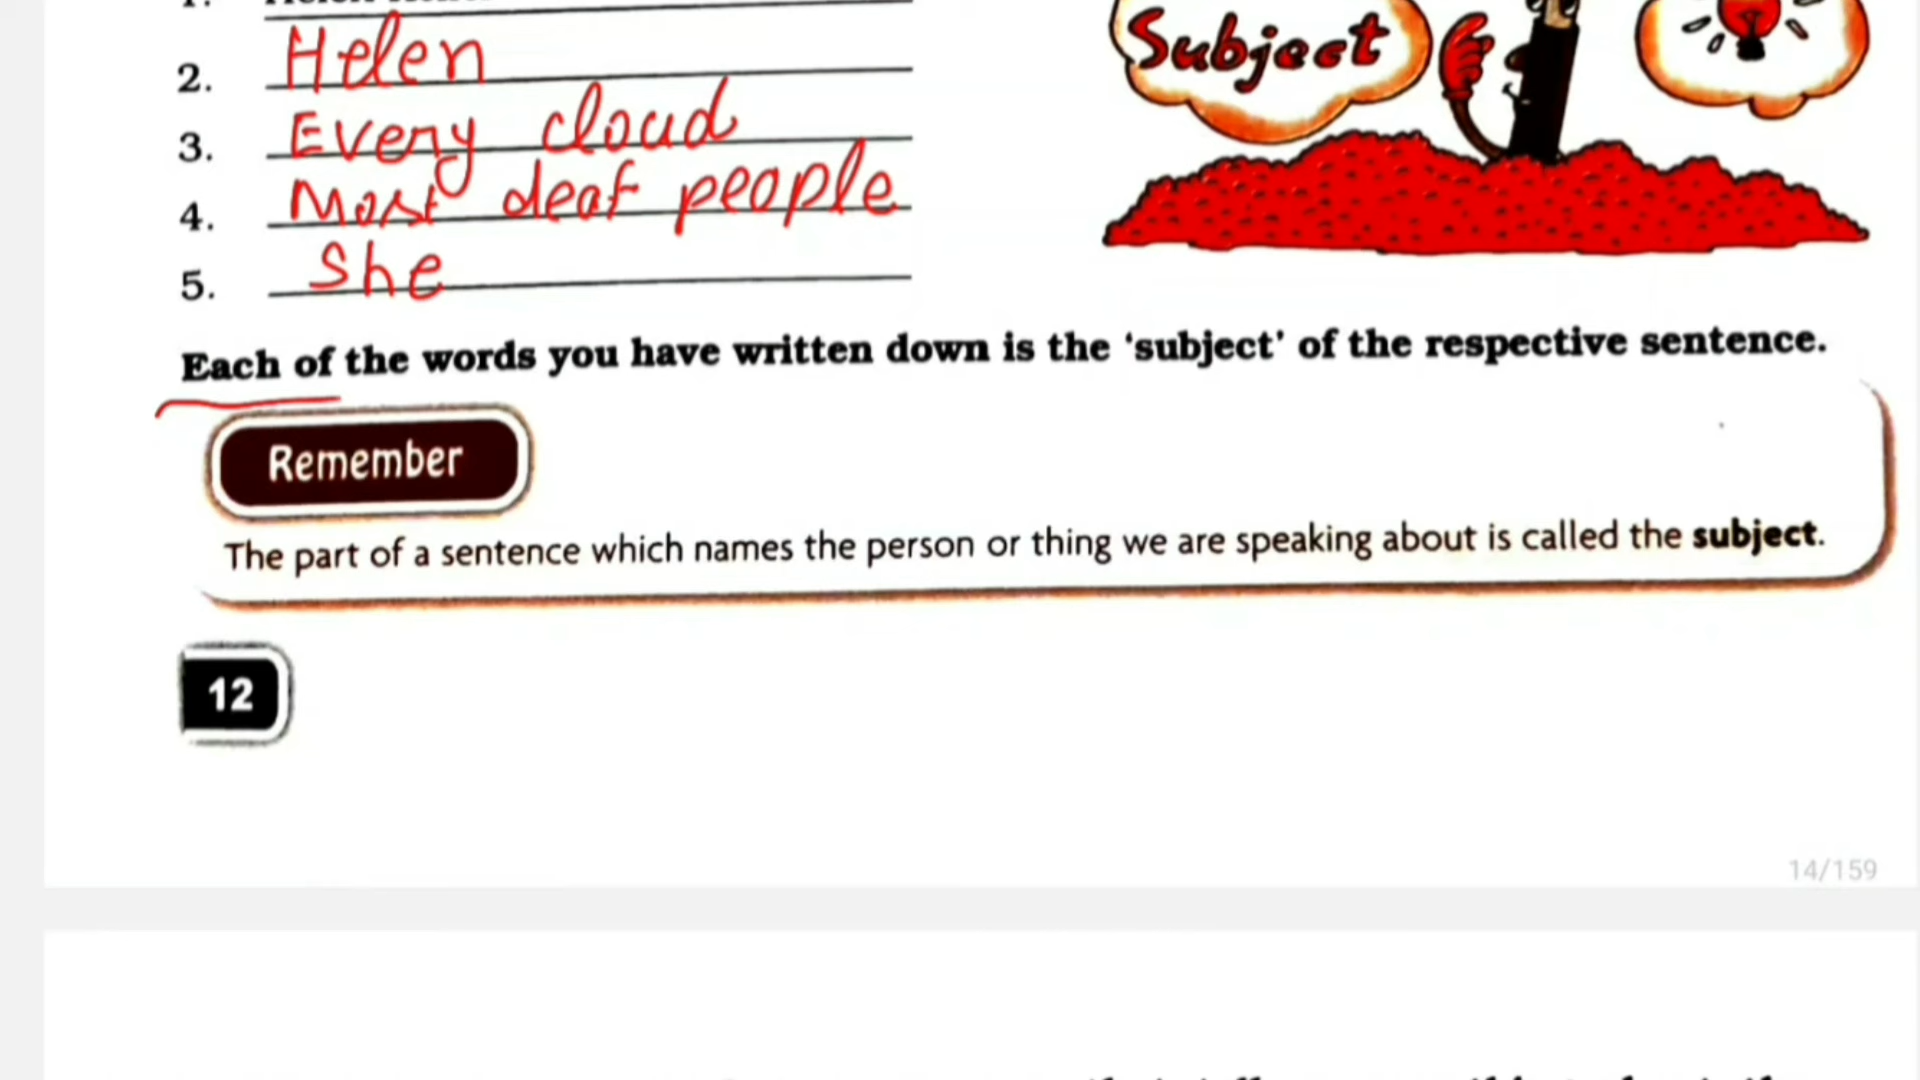 2. Helen
Subject
3. Every cloud
4. Most deaf people
5. She
Each of the words you have written down is the 'subject' of the respective sentence.
Remember
The part of a sentence which names the person or thing we are speaking about is called the subject.
12
14/159